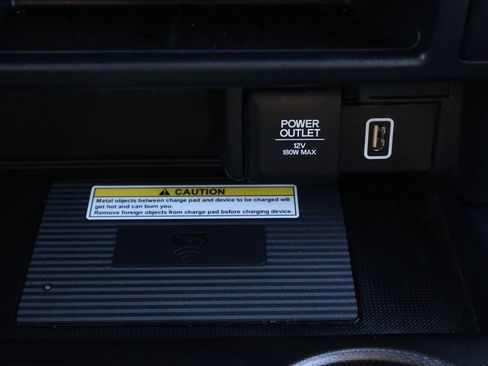 POWER
OUTLET
12V
180W MAX
CAUTION
Metal objects between charge pad and device to be charged will
get hot and can burn you.
Remove foreign objects from charge pad before charging device.